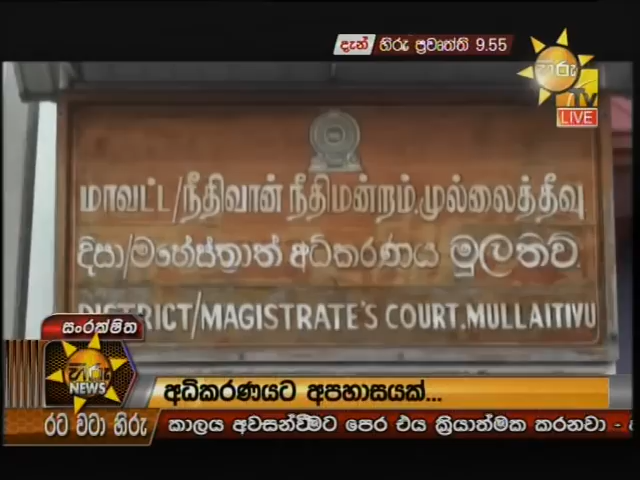 දැන් හිරු ප්‍රවෘත්ති 9.55
හිරු
TV
LIVE
மாவட்ட/நீதிவான் நீதிமன்றம்,முல்லைத்தீவு
දිසා/මහේස්ත්‍රාත් අධිකරණය මුලතිව්.
DISTRICT/MAGISTRATE'S COURT.MULLAITIVU
සංරක්ෂිත
හිරු
NEWS
අධිකරණයට අපහාසයක්...
රට වටා හිරු
කාලය අවසන්වීමට පෙර එය ක්‍රියාත්මක කරනවා -